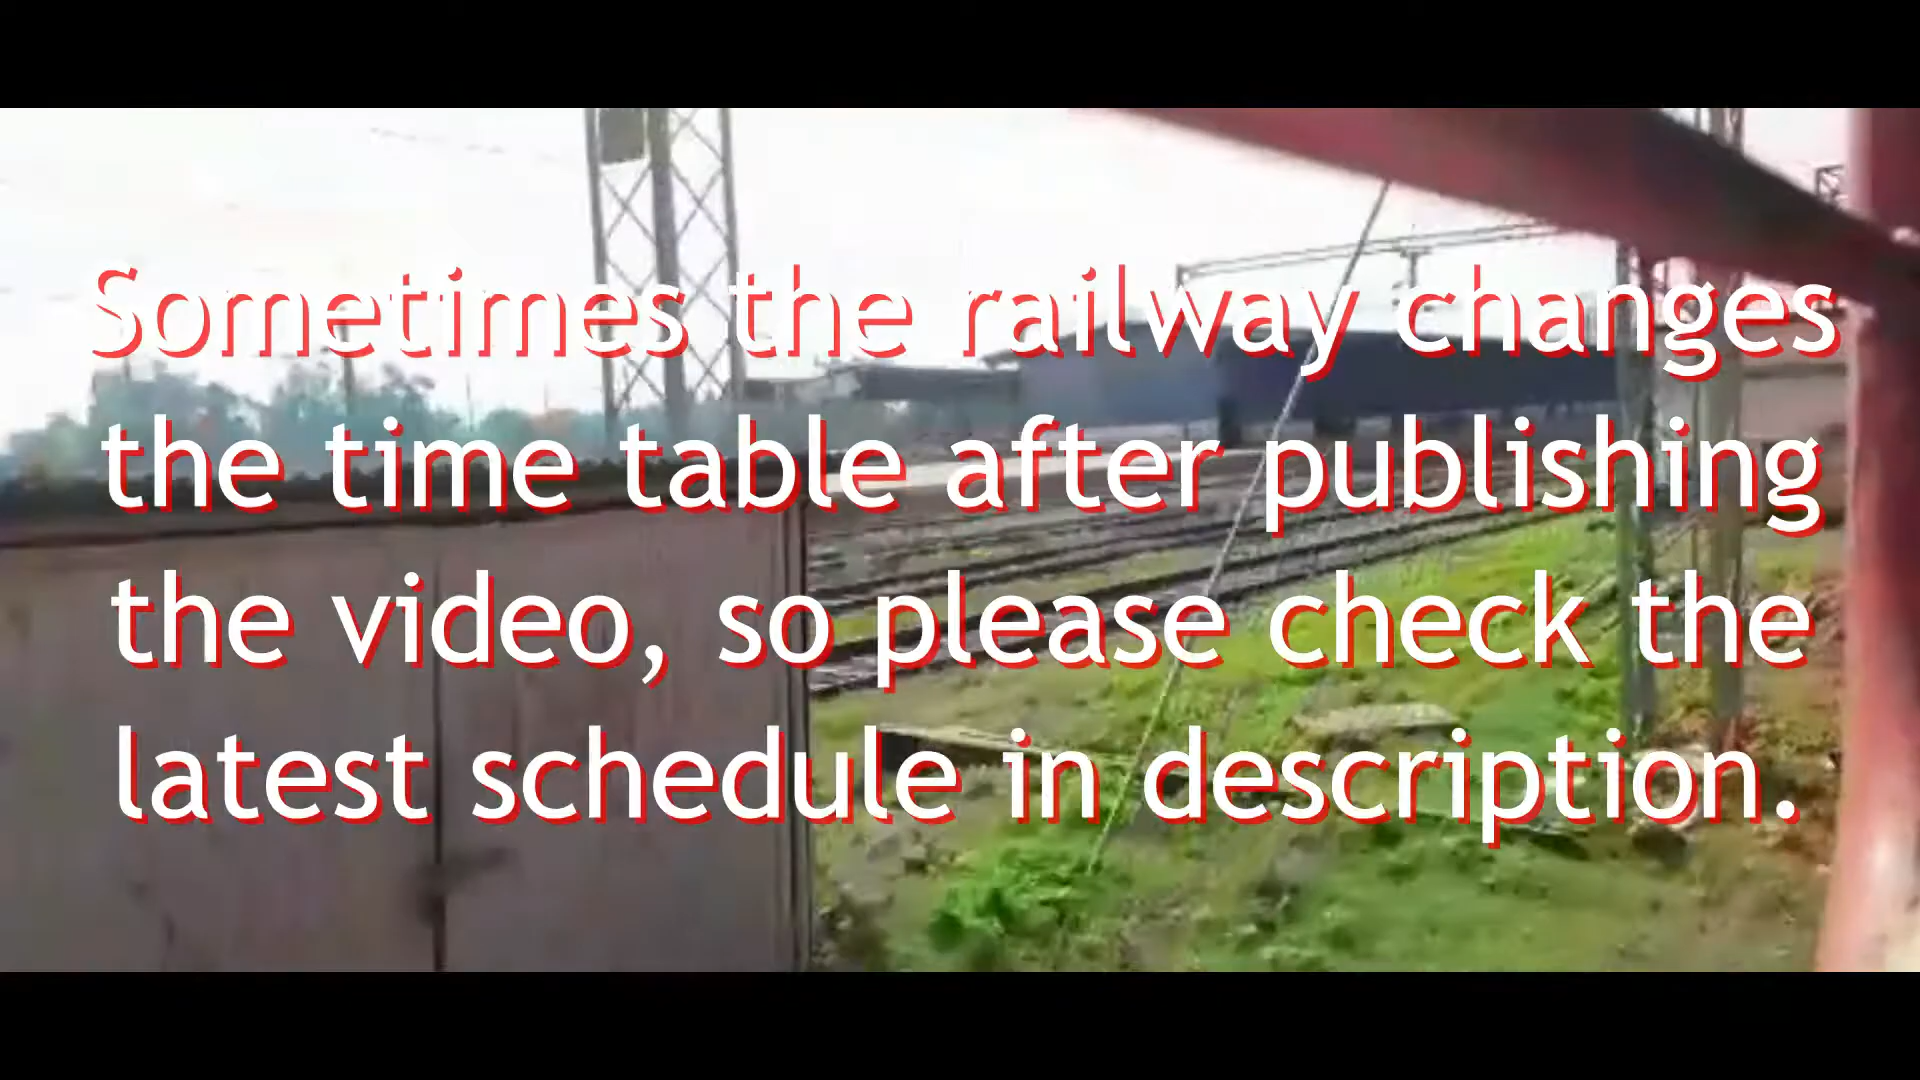 Sometimes the railway changes
the time table after publishing
the video, so please check the
latest schedule in description.